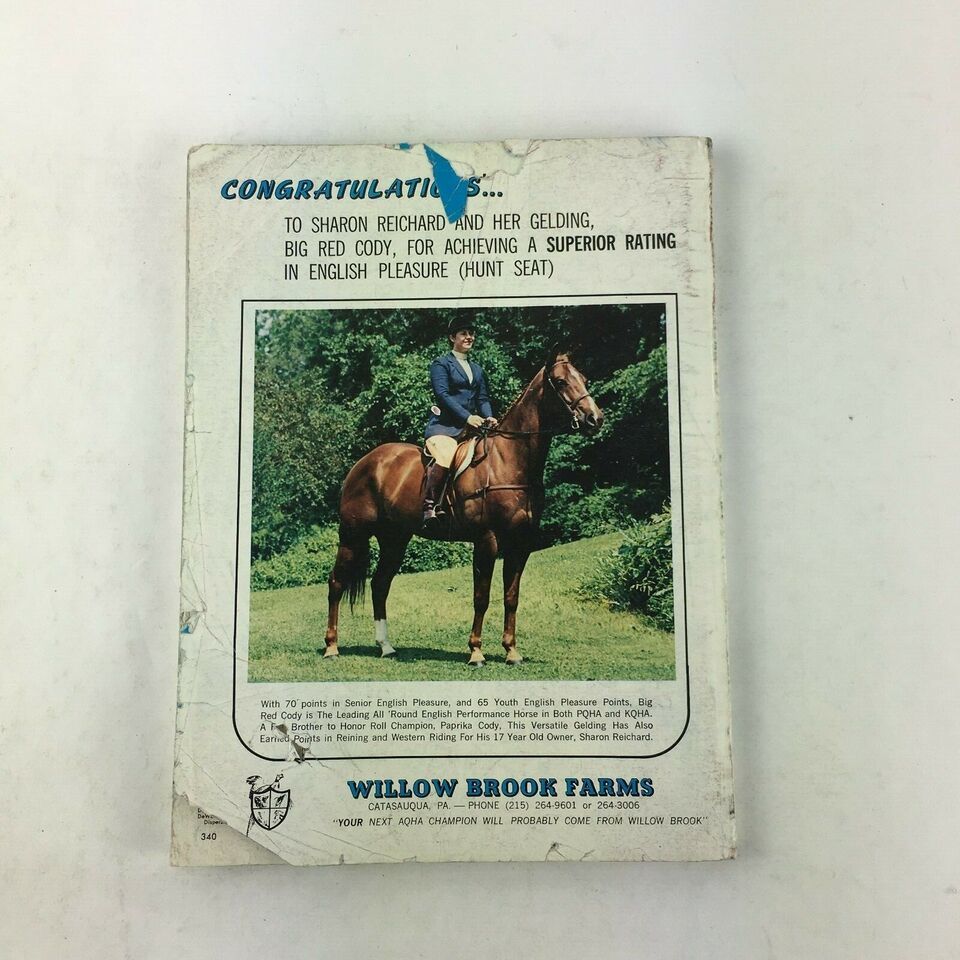 CONGRATULATIONS...
TO SHARON REICHARD AND HER GELDING,
BIG RED CODY, FOR ACHIEVING A SUPERIOR RATING
IN ENGLISH PLEASURE (HUNT SEAT)
With 70 points in Senior English Pleasure, and 65 Youth English Pleasure Points, Big
Red Cody is The Leading All 'Round English Performance Horse in Both PQHA and KQHA.
A Brother to Honor Roll Champion, Paprika Cody, This Versatile Gelding Has Also
Earned Points in Reining and Western Riding For His 17 Year Old Owner, Sharon Reichard.
WILLOW BROOK FARMS
CATASAUQUA, PA. — PHONE (215) 264-9601 or 264-3006
"YOUR NEXT AQHA CHAMPION WILL PROBABLY COME FROM WILLOW BROOK"
340